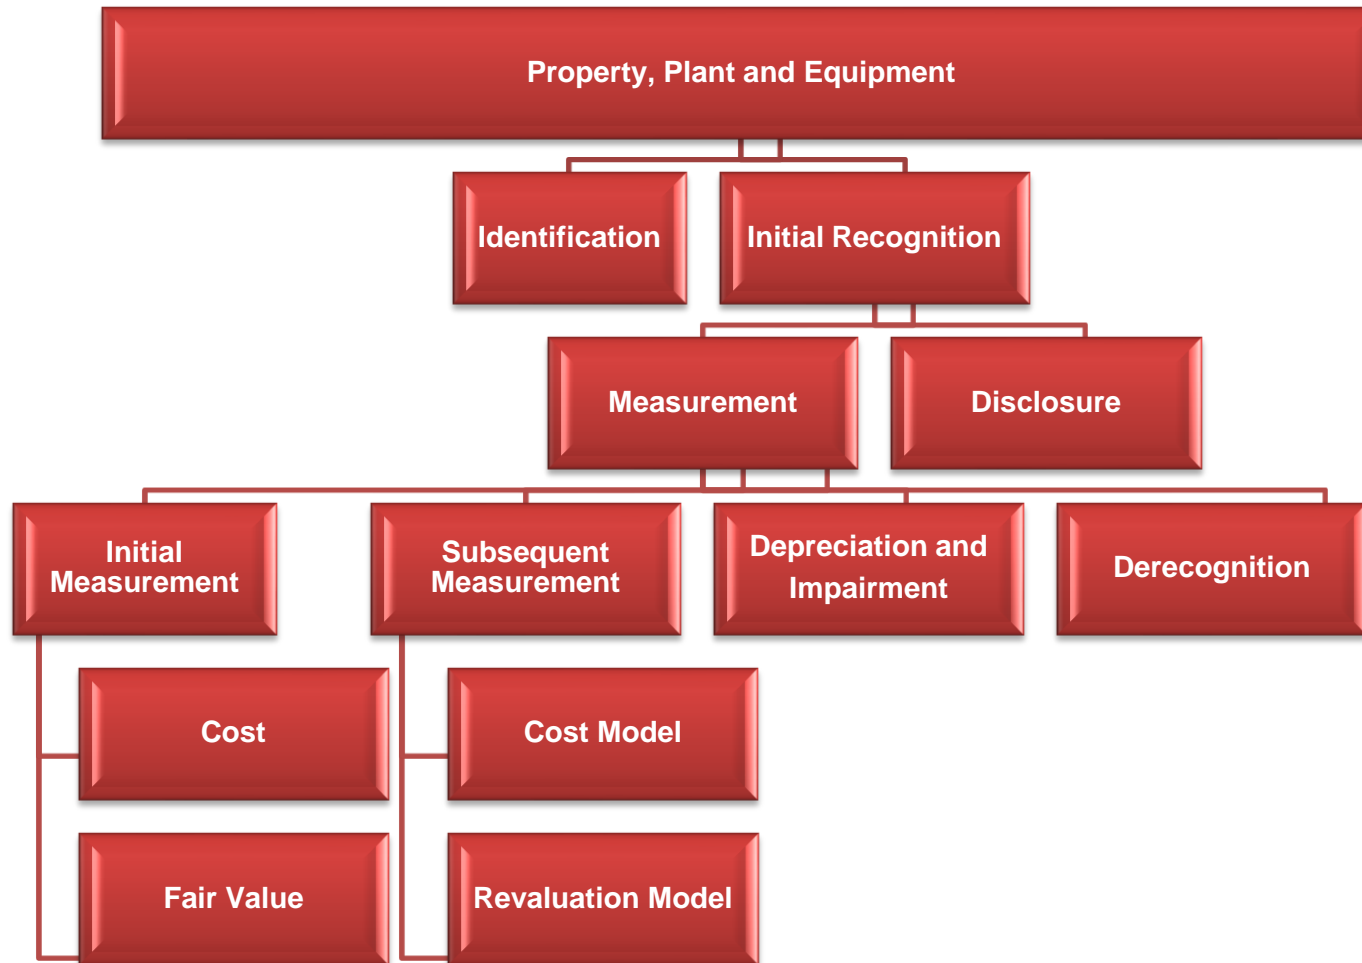 Property, Plant and Equipment
Identification
Initial Recognition
Measurement
Disclosure
Initial
Measurement
Subsequent
Measurement
Depreciation and
Impairment
Derecognition
Cost
Cost Model
Fair Value
Revaluation Model